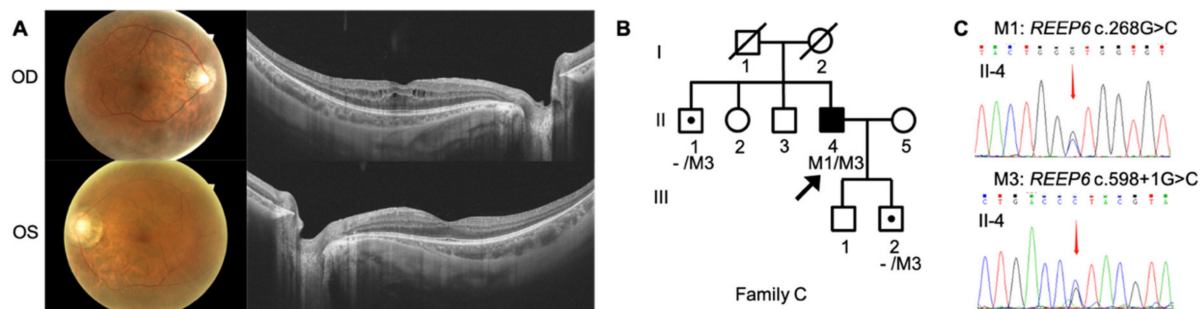 A
OD
OS
B
I
1 2
II
1 2 3 4 5
- /M3 M1/M3
III
1 2
- /M3
Family C
C
M1: REEP6 c.268G>C
T A C T G G G T G G T G T
II-4
M3: REEP6 c.598+1G>C
C T G A C C C T A C G T A
II-4